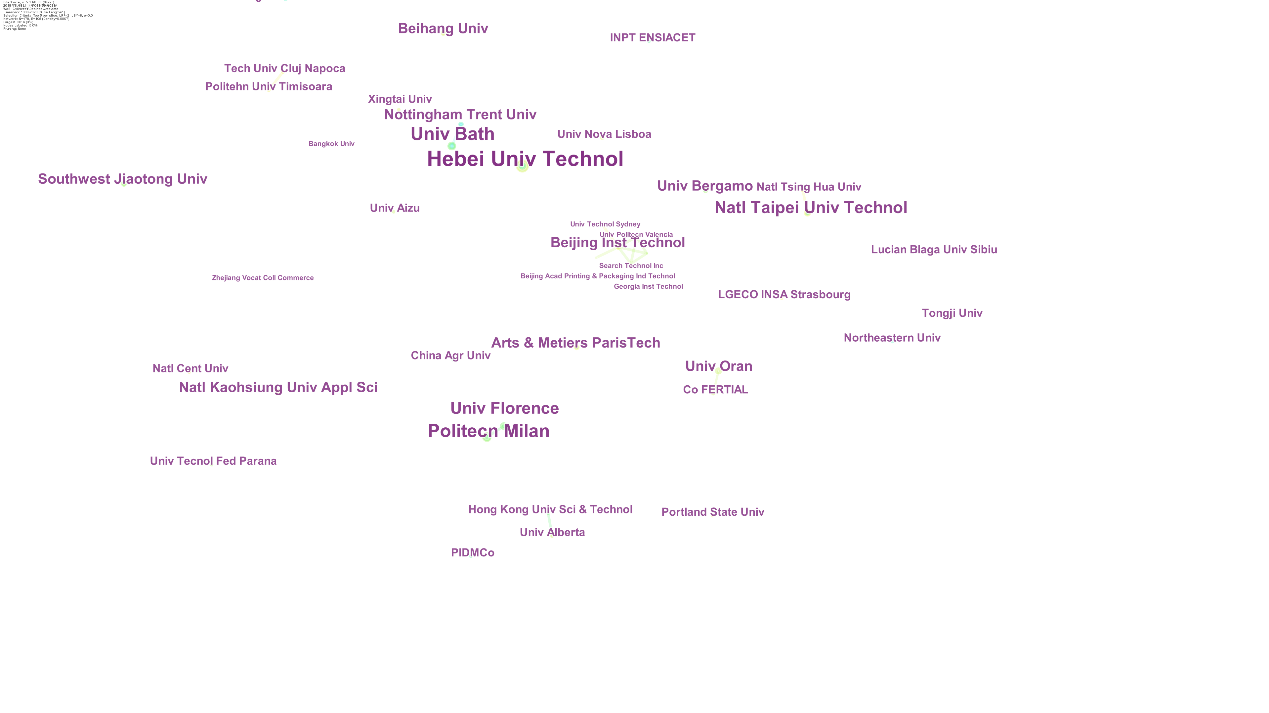 Beihang Univ
INPT ENSIACET
Tech Univ Cluj Napoca
Politehn Univ Timisoara
Xingtai Univ
Nottingham Trent Univ
Univ Bath
Univ Nova Lisboa
Bangkok Univ
Hebei Univ Technol
Southwest Jiaotong Univ
Univ Bergamo
Natl Tsing Hua Univ
Univ Aizu
Natl Taipei Univ Technol
Univ Technol Sydney
Univ Politecn Valencia
Beijing Inst Technol
Lucian Blaga Univ Sibiu
Search Technol Inc
Beijing Acad Printing & Packaging Ind Technol
Zhejiang Vocat Coll Commerce
Georgia Inst Technol
LGECO INSA Strasbourg
Tongji Univ
Northeastern Univ
Arts & Metiers ParisTech
China Agr Univ
Univ Oran
Natl Cent Univ
Natl Kaohsiung Univ Appl Sci
Co FERTIAL
Univ Florence
Politecn Milan
Univ Tecnol Fed Parana
Hong Kong Univ Sci & Technol
Portland State Univ
Univ Alberta
PIDMCo